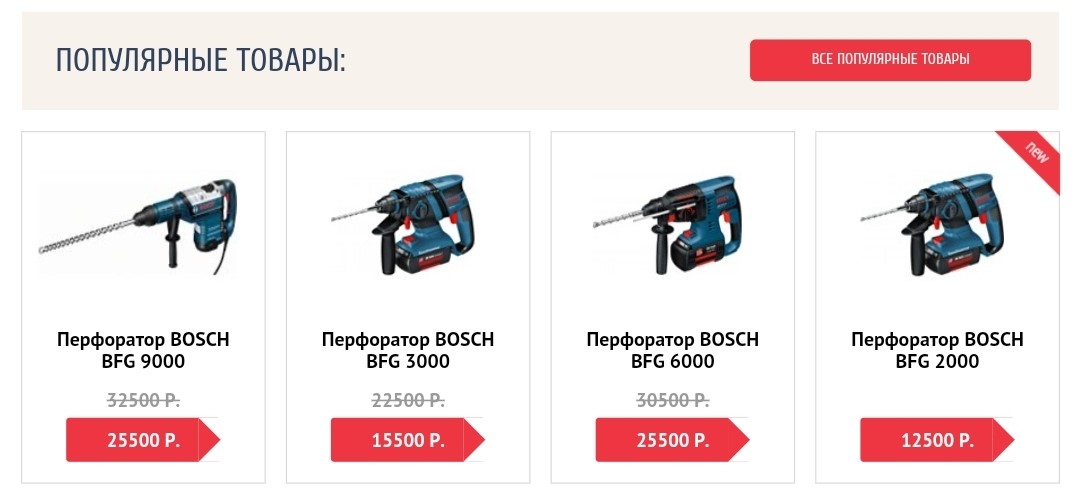 ПОПУЛЯРНЫЕ ТОВАРЫ:
ВСЕ ПОПУЛЯРНЫЕ ТОВАРЫ
new
Перфоратор BOSCH
BFG 9000
32500 Р.
25500 Р.
Перфоратор BOSCH
BFG 3000
22500 Р.
15500 Р.
Перфоратор BOSCH
BFG 6000
30500 Р.
25500 Р.
Перфоратор BOSCH
BFG 2000
12500 Р.